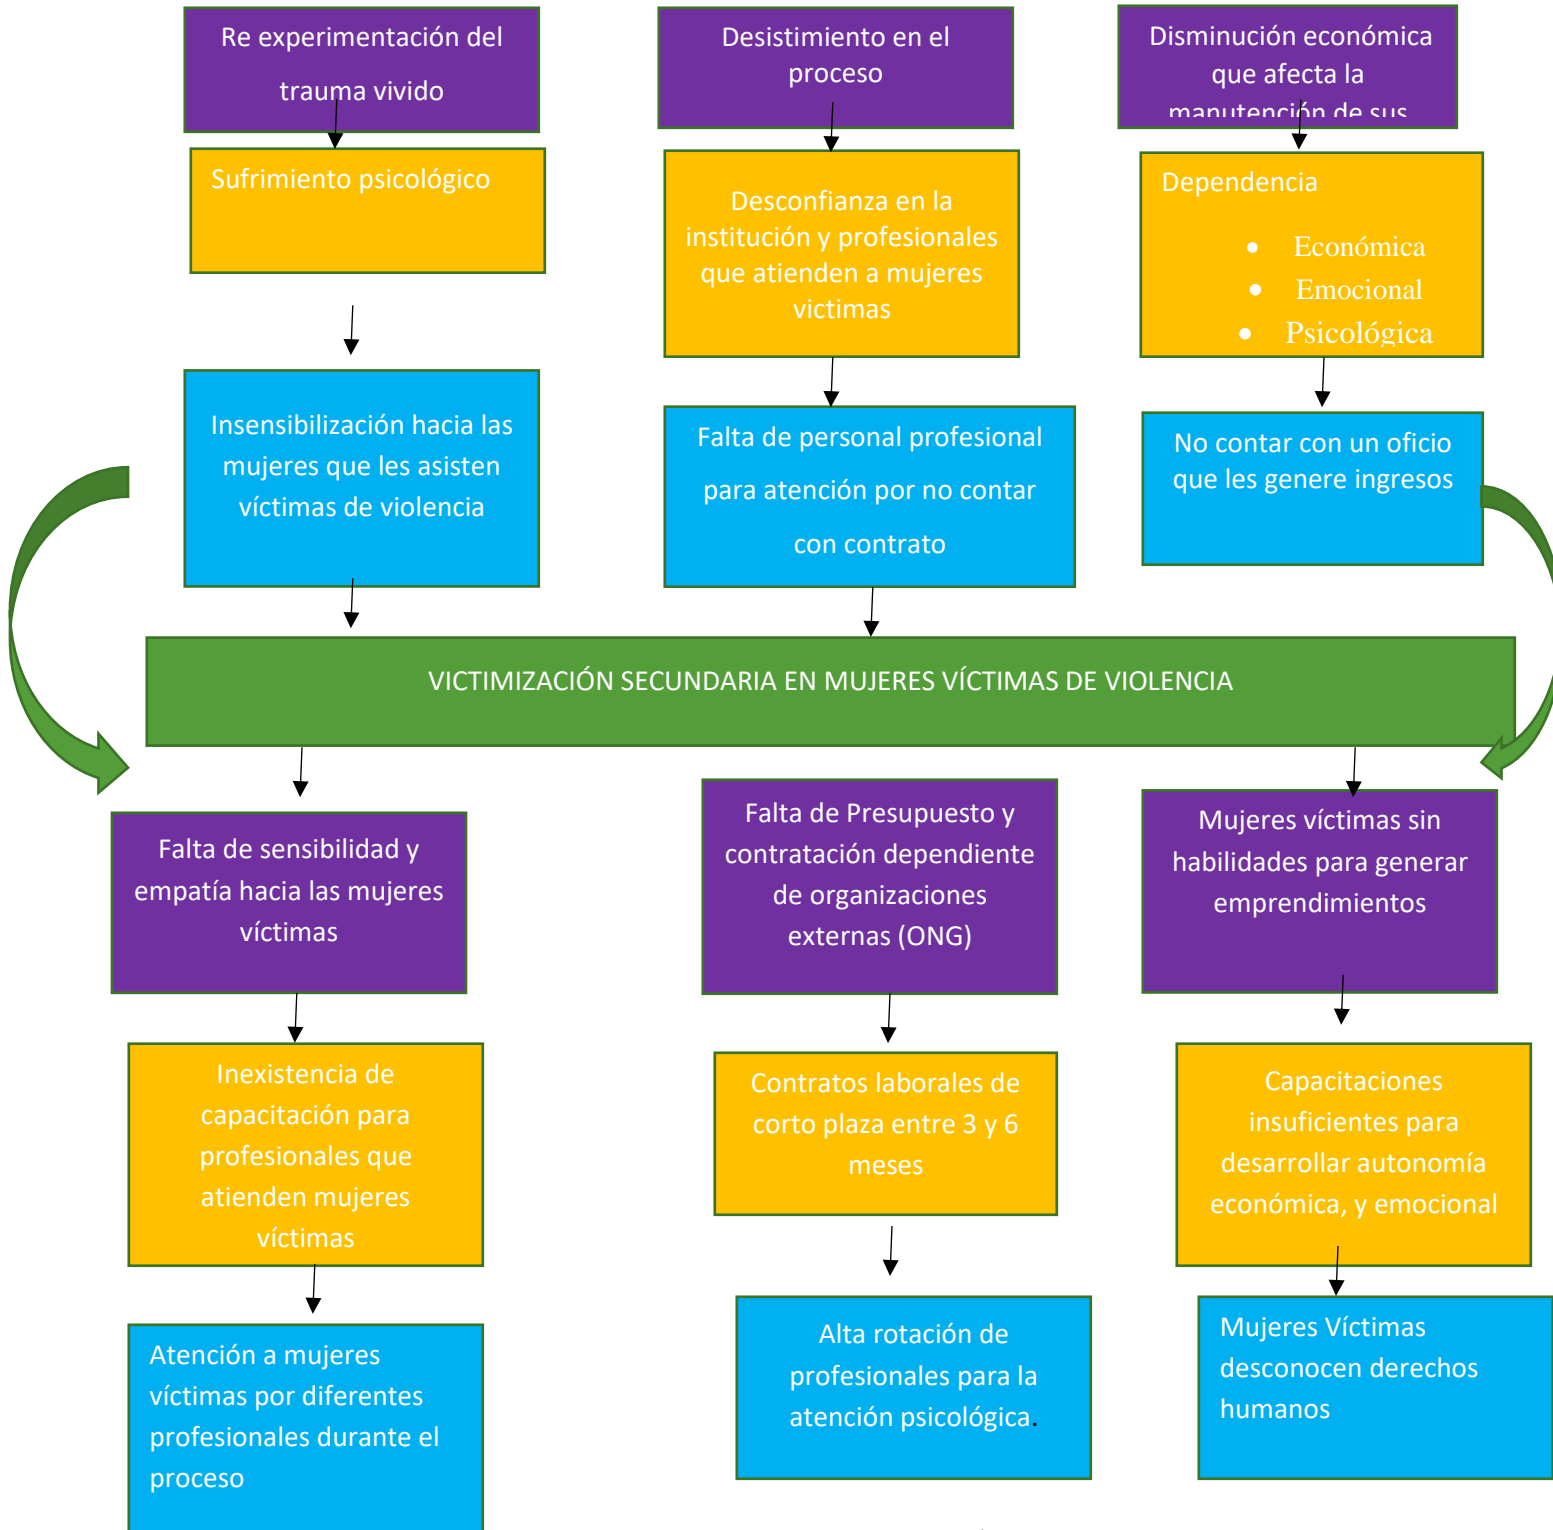 Re experimentación del
trauma vivido
Desistimiento en el
proceso
Disminución económica
que afecta la
manutención de sus
Sufrimiento psicológico
Desconfianza en la
institución y profesionales
que atienden a mujeres
victimas
Dependencia
• Económica
• Emocional
• Psicológica
Insensibilización hacia las
mujeres que les asisten
víctimas de violencia
Falta de personal profesional
para atención por no contar
con contrato
No contar con un oficio
que les genere ingresos
VICTIMIZACIÓN SECUNDARIA EN MUJERES VÍCTIMAS DE VIOLENCIA
Falta de sensibilidad y
empatía hacia las mujeres
víctimas
Falta de Presupuesto y
contratación dependiente
de organizaciones
externas (ONG)
Mujeres víctimas sin
habilidades para generar
emprendimientos
Inexistencia de
capacitación para
profesionales que
atienden mujeres
víctimas
Contratos laborales de
corto plaza entre 3 y 6
meses
Capacitaciones
insuficientes para
desarrollar autonomía
económica, y emocional
Atención a mujeres
víctimas por diferentes
profesionales durante el
proceso
Alta rotación de
profesionales para la
atención psicológica.
Mujeres Víctimas
desconocen derechos
humanos